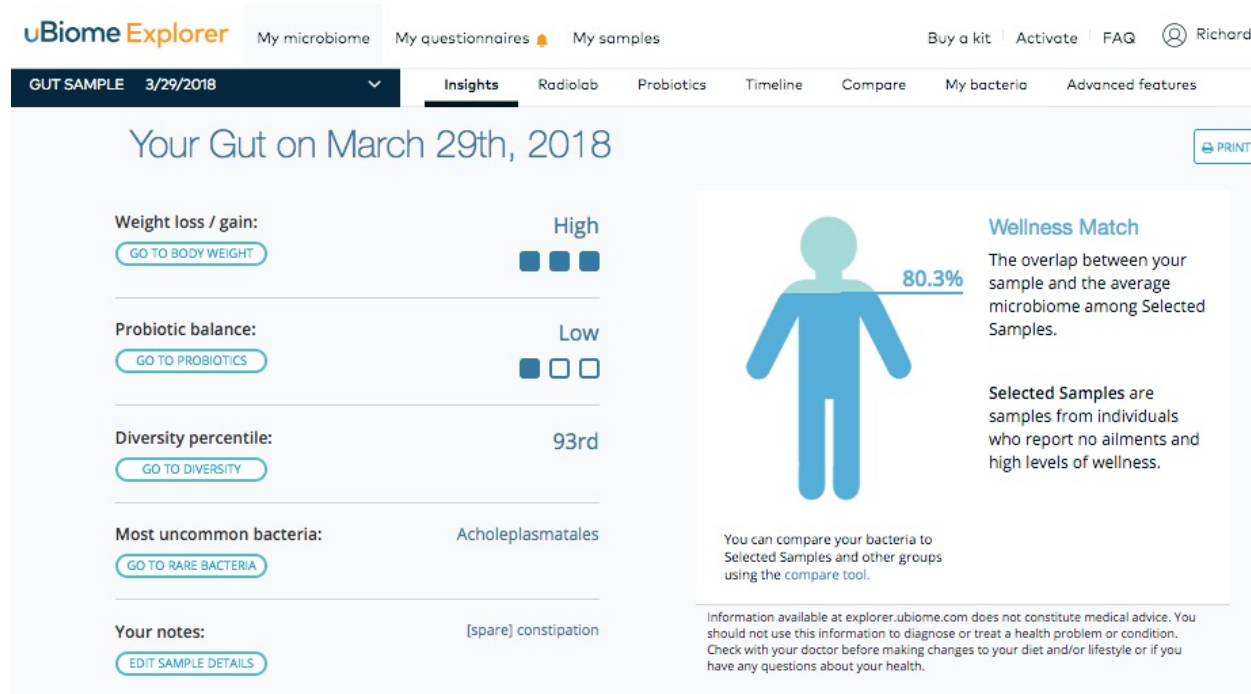 uBiome Explorer My microbiome My questionnaires My samples Buy a kit Activate FAQ Richard
GUT SAMPLE 3/29/2018 Insights Radiolab Probiotics Timeline Compare My bacteria Advanced features
Your Gut on March 29th, 2018
PRINT
Weight loss / gain: High
GO TO BODY WEIGHT
Probiotic balance: Low
GO TO PROBIOTICS
Diversity percentile: 93rd
GO TO DIVERSITY
Most uncommon bacteria: Acholeplasmatales
GO TO RARE BACTERIA
Your notes: [spare] constipation
EDIT SAMPLE DETAILS
80.3%
Wellness Match
The overlap between your
sample and the average
microbiome among Selected
Samples.
Selected Samples are
samples from individuals
who report no ailments and
high levels of wellness.
You can compare your bacteria to
Selected Samples and other groups
using the compare tool.
Information available at explorer.ubiome.com does not constitute medical advice. You
should not use this information to diagnose or treat a health problem or condition.
Check with your doctor before making changes to your diet and/or lifestyle or if you
have any questions about your health.